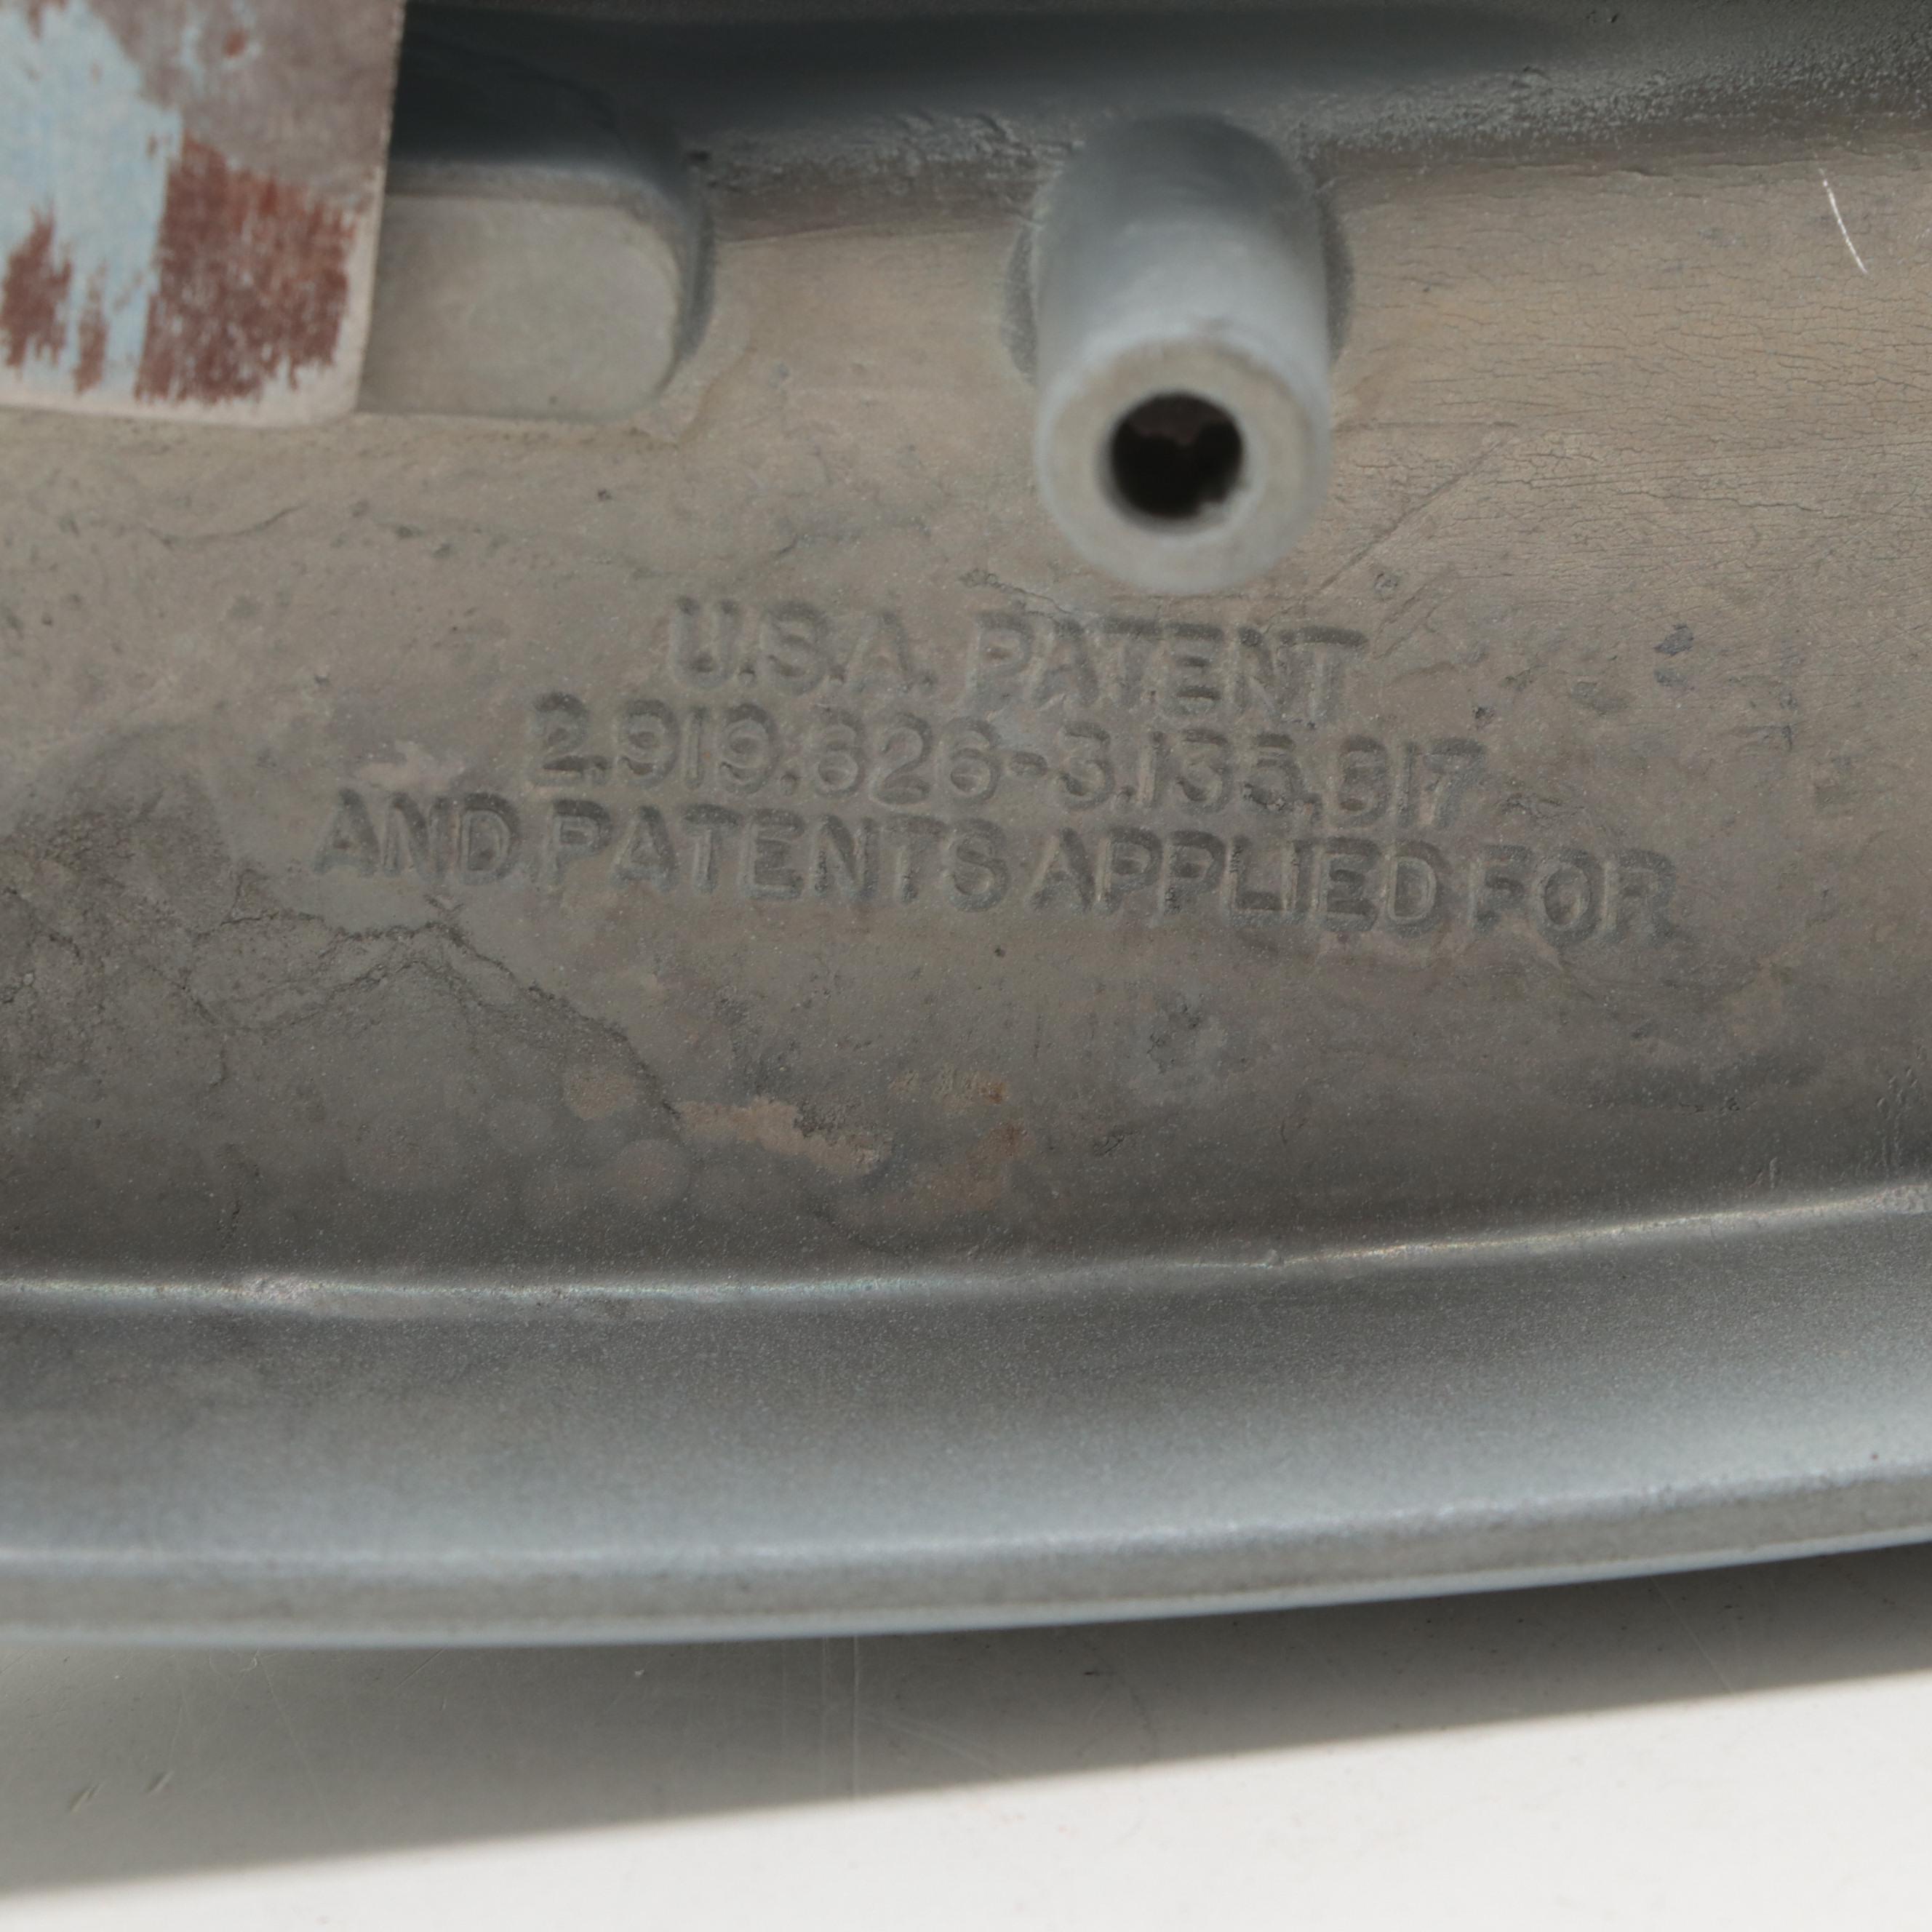 U.S.A. PATENT
2.919.626-3.135.917
AND PATENTS APPLIED FOR